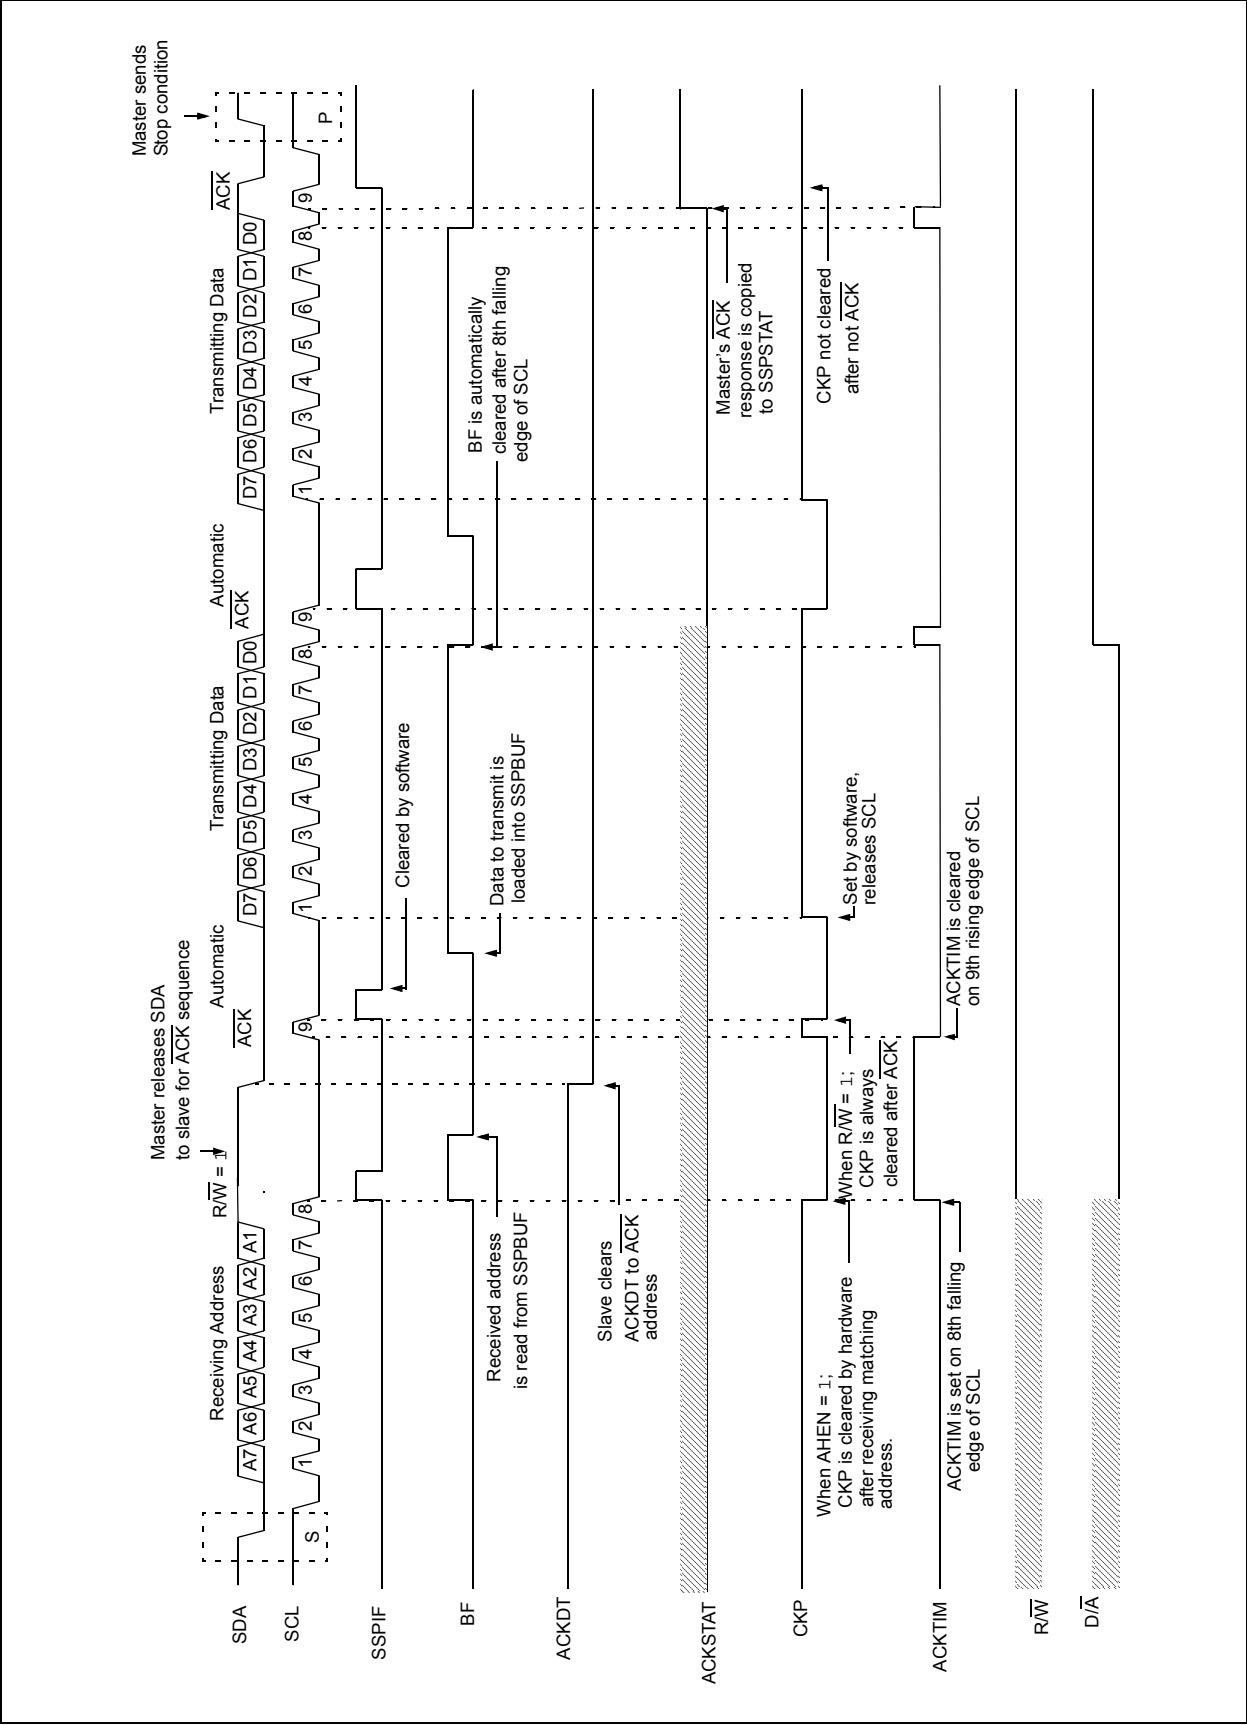 Master releases SDA
to slave for ACK sequence
Master sends
Stop condition
Receiving Address
R/W = 1
Automatic
ACK
Transmitting Data
Automatic
ACK
Transmitting Data
ACK
SDA
A7 A6 A5 A4 A3 A2 A1
D7 D6 D5 D4 D3 D2 D1 D0
D7 D6 D5 D4 D3 D2 D1 D0
SCL
S
1 2 3 4 5 6 7 8 9
1 2 3 4 5 6 7 8 9
1 2 3 4 5 6 7 8 9
P
SSPIF
Cleared by software
BF
Received address
is read from SSPBUF
Data to transmit is
loaded into SSPBUF
BF is automatically
cleared after 8th falling
edge of SCL
ACKDT
Slave clears
ACKDT to ACK
address
ACKSTAT
Master's ACK
response is copied
to SSPSTAT
CKP
When AHEN = 1;
CKP is cleared by hardware
after receiving matching
address.
When R/W = 1;
CKP is always
cleared after ACK
Set by software,
releases SCL
CKP not cleared
after not ACK
ACKTIM
ACKTIM is set on 8th falling
edge of SCL
ACKTIM is cleared
on 9th rising edge of SCL
R/W
D/A